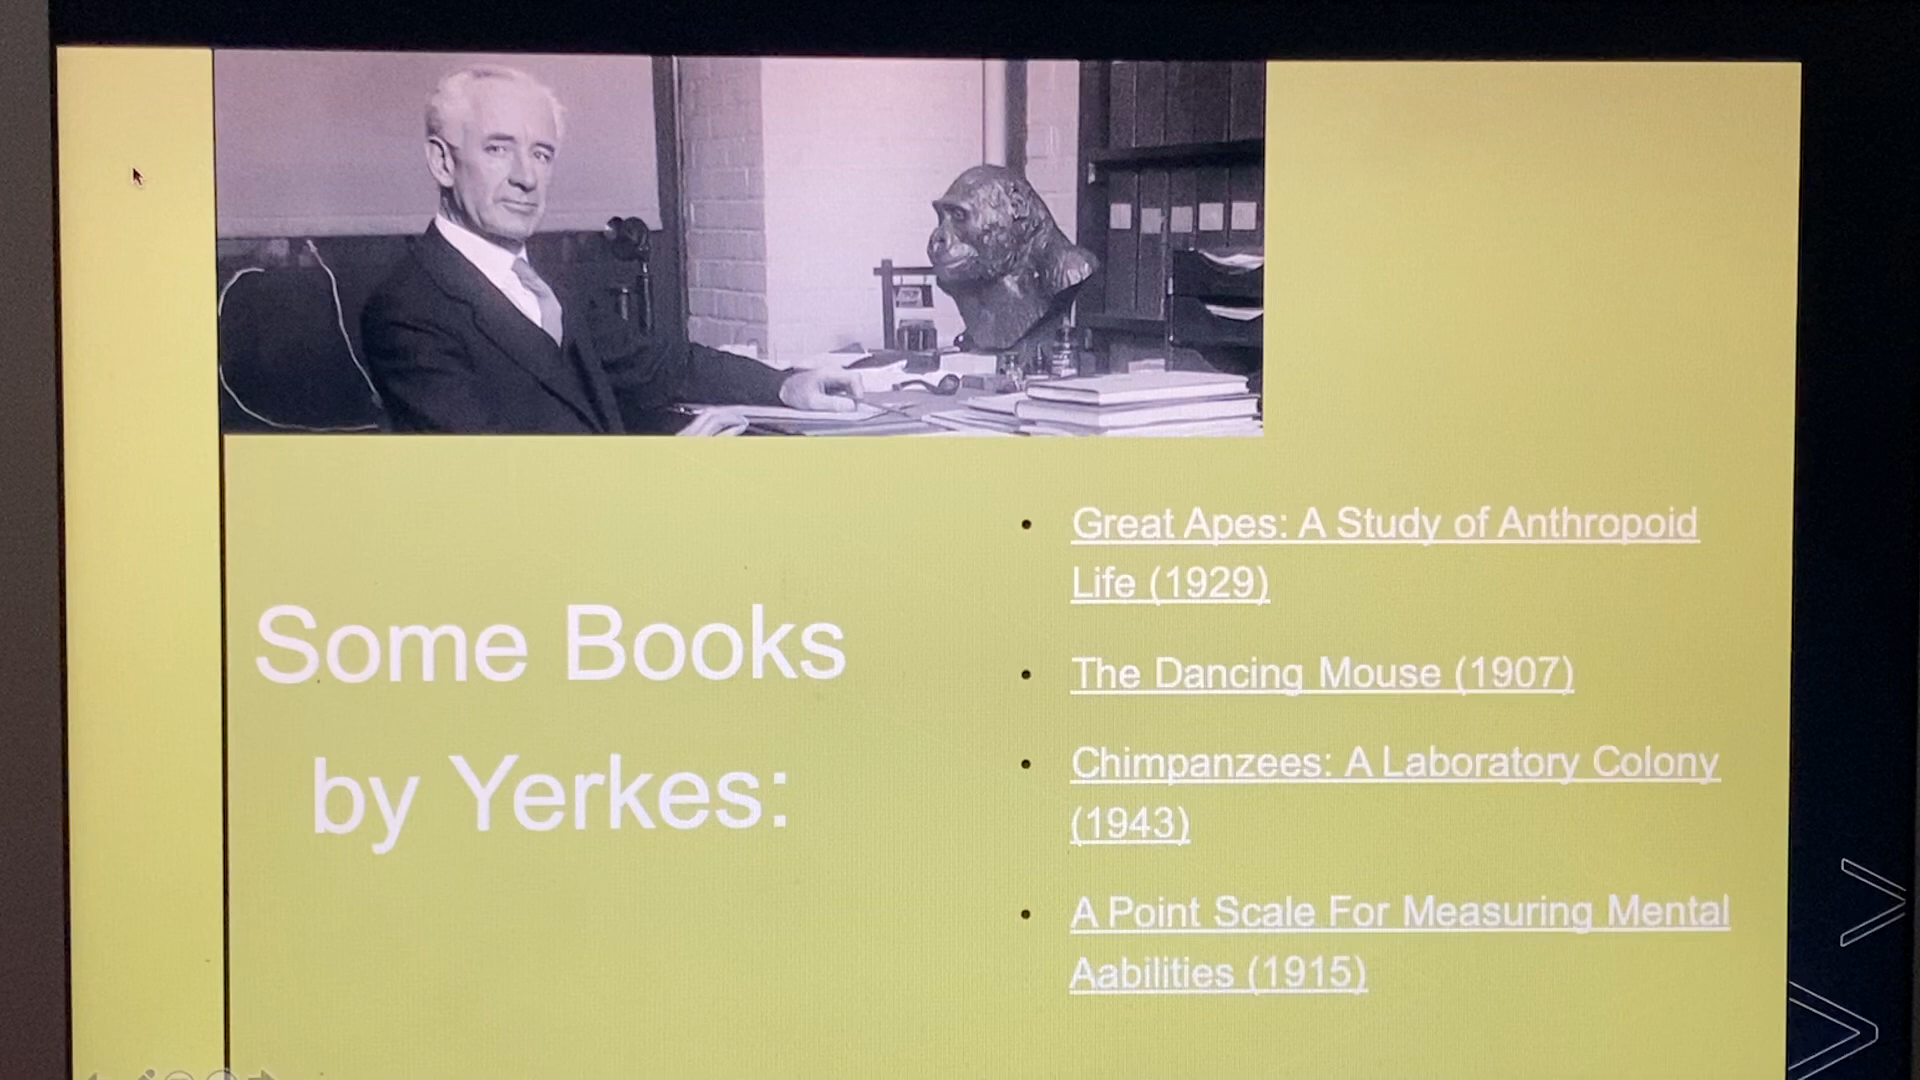 Some Books
by Yerkes:
• Great Apes: A Study of Anthropoid
Life (1929)
• The Dancing Mouse (1907)
• Chimpanzees: A Laboratory Colony
(1943)
• A Point Scale For Measuring Mental
Aabilities (1915)